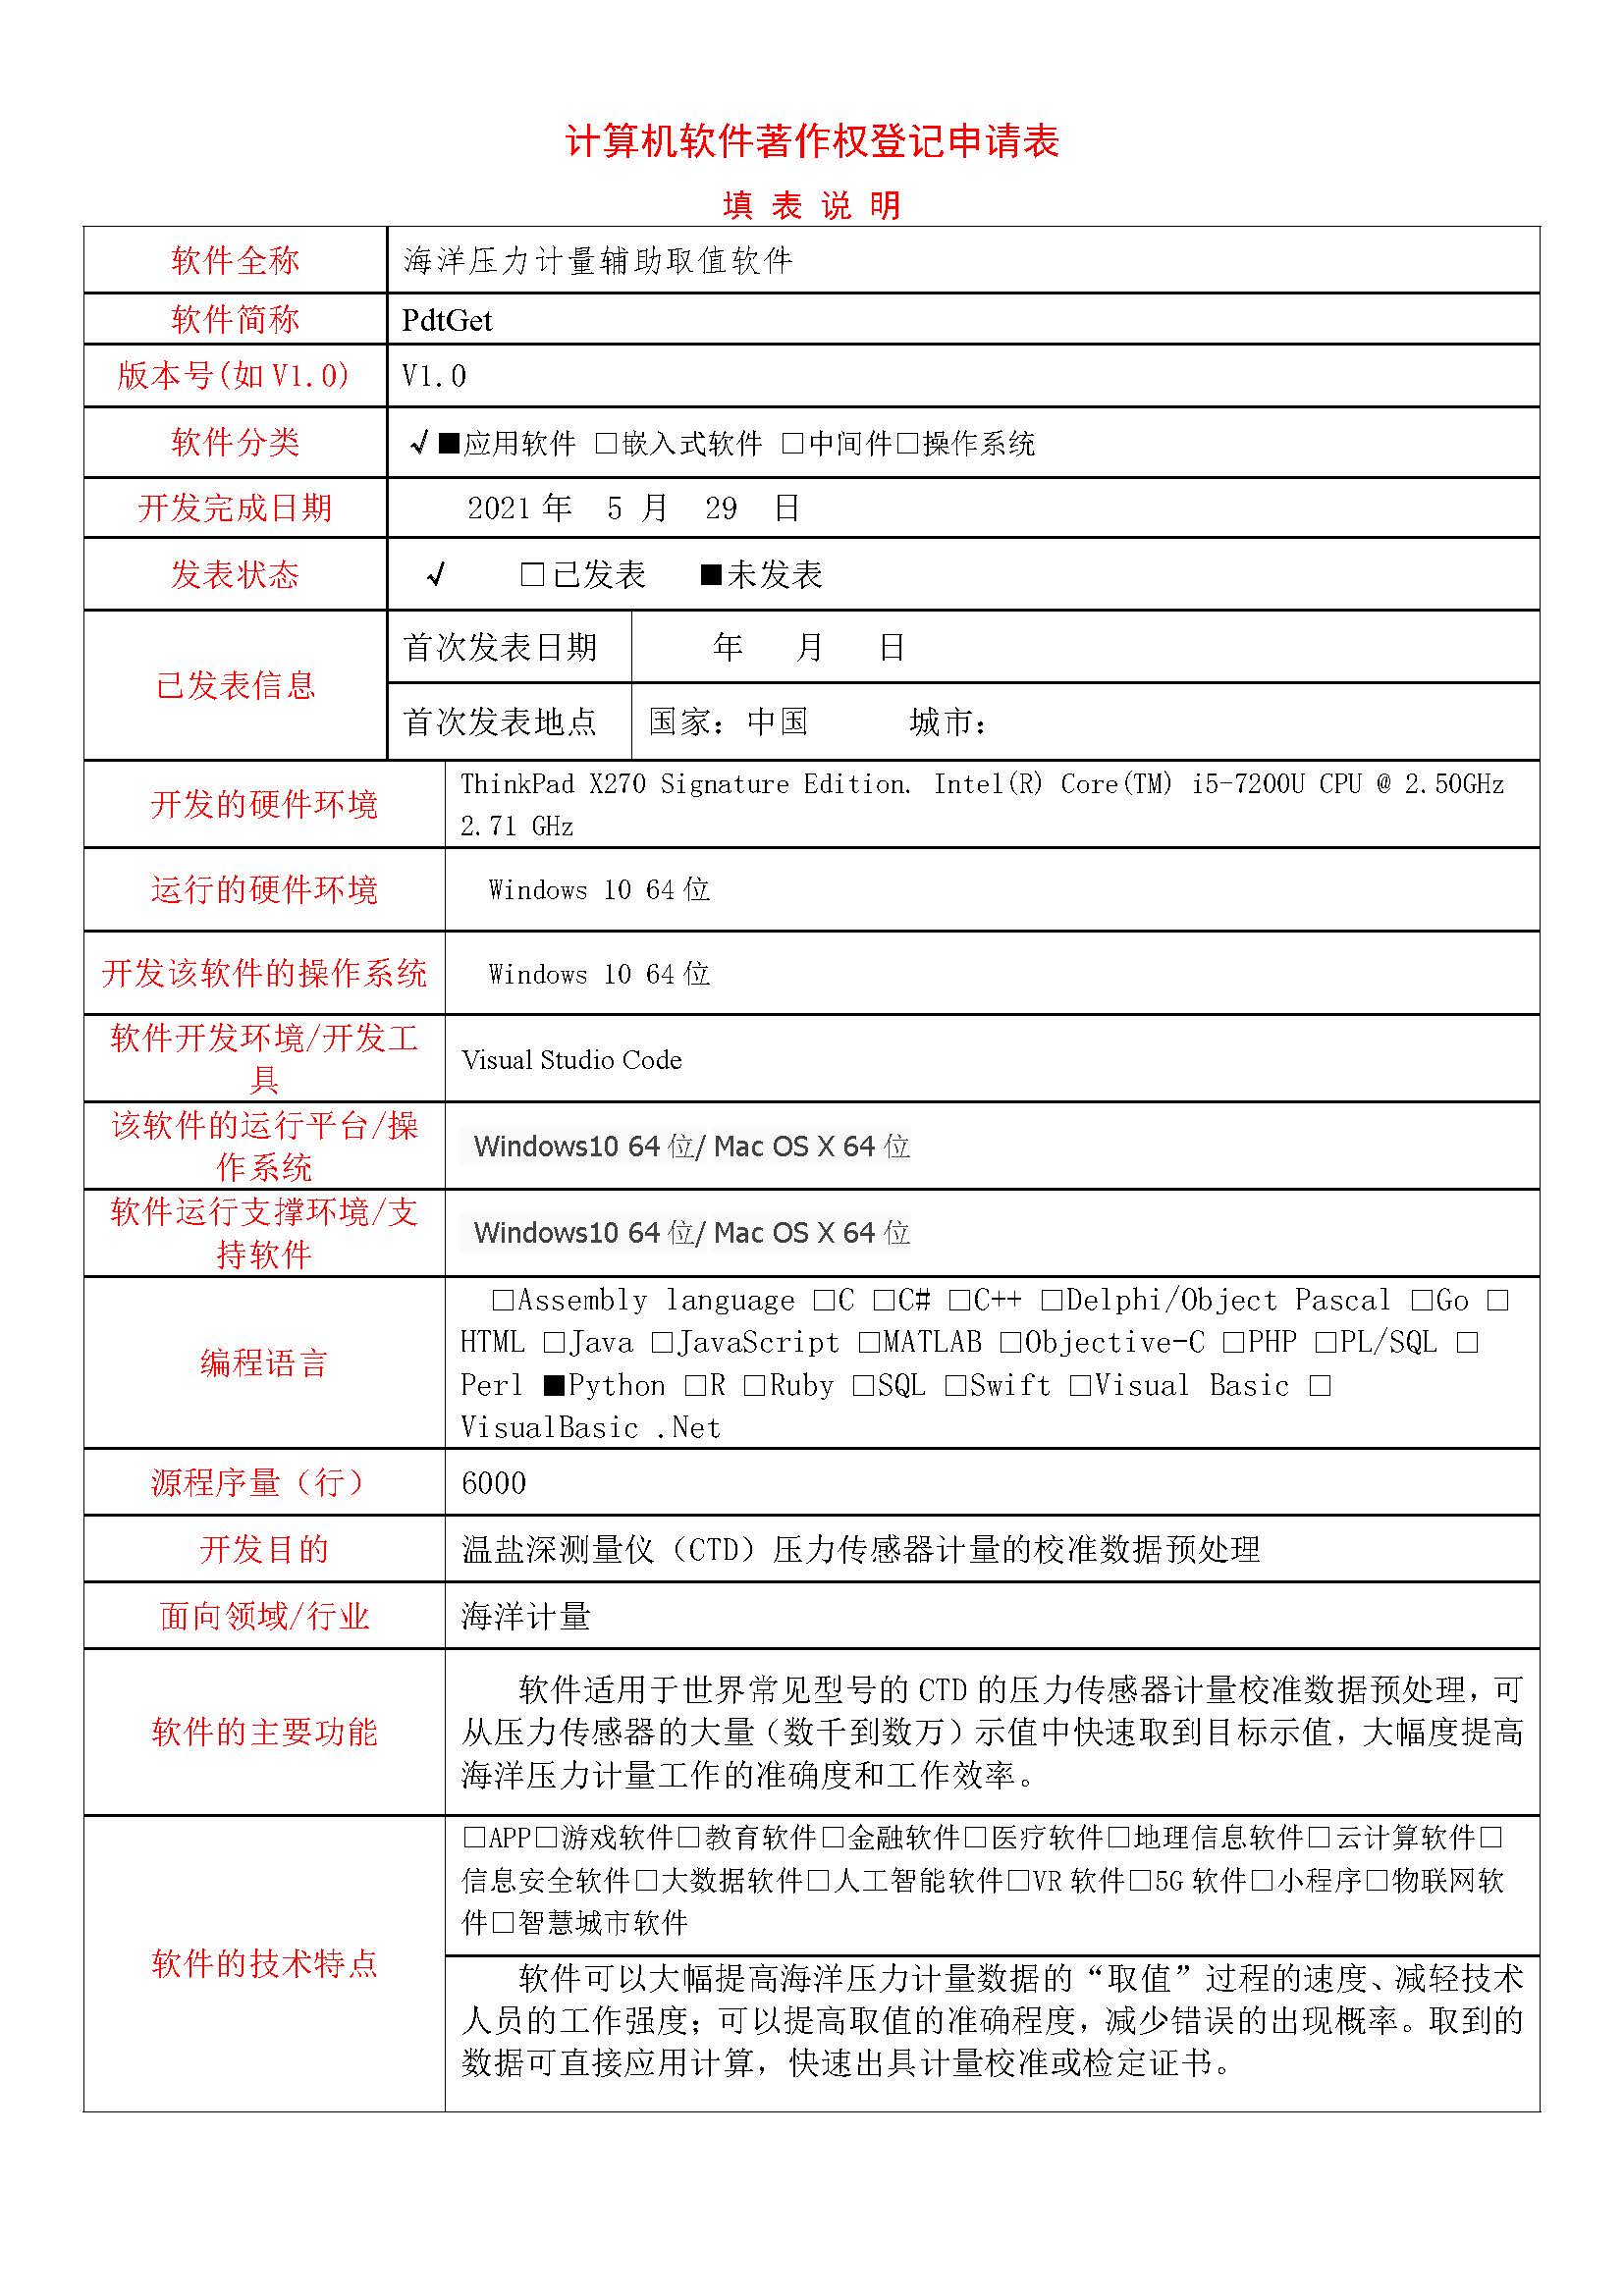 计算机软件著作权登记申请表
填 表 说 明
软件全称 海洋压力计量辅助取值软件
软件简称 PdtGet
版本号(如V1.0) V1.0
软件分类 √■应用软件 □嵌入式软件 □中间件□操作系统
开发完成日期 2021年 5 月 29 日
发表状态 √ □已发表 ■未发表
已发表信息
首次发表日期 年 月 日
首次发表地点 国家：中国 城市：
开发的硬件环境
ThinkPad X270 Signature Edition. Intel(R) Core(TM) i5-7200U CPU @ 2.50GHz
2.71 GHz
运行的硬件环境 Windows 10 64位
开发该软件的操作系统 Windows 10 64位
软件开发环境/开发工
具
Visual Studio Code
该软件的运行平台/操
作系统
Windows10 64位/ Mac OS X 64位
软件运行支撑环境/支
持软件
Windows10 64位/ Mac OS X 64位
编程语言
□Assembly language □C □C# □C++ □Delphi/Object Pascal □Go □
HTML □Java □JavaScript □MATLAB □Objective-C □PHP □PL/SQL □
Perl ■Python □R □Ruby □SQL □Swift □Visual Basic □
VisualBasic .Net
源程序量（行） 6000
开发目的 温盐深测量仪（CTD）压力传感器计量的校准数据预处理
面向领域/行业 海洋计量
软件的主要功能
软件适用于世界常见型号的CTD的压力传感器计量校准数据预处理，可
从压力传感器的大量（数千到数万）示值中快速取到目标示值，大幅度提高
海洋压力计量工作的准确度和工作效率。
软件的技术特点
□APP□游戏软件□教育软件□金融软件□医疗软件□地理信息软件□云计算软件□
信息安全软件□大数据软件□人工智能软件□VR软件□5G软件□小程序□物联网软
件□智慧城市软件
软件可以大幅提高海洋压力计量数据的“取值”过程的速度、减轻技术
人员的工作强度；可以提高取值的准确程度，减少错误的出现概率。取到的
数据可直接应用计算，快速出具计量校准或检定证书。